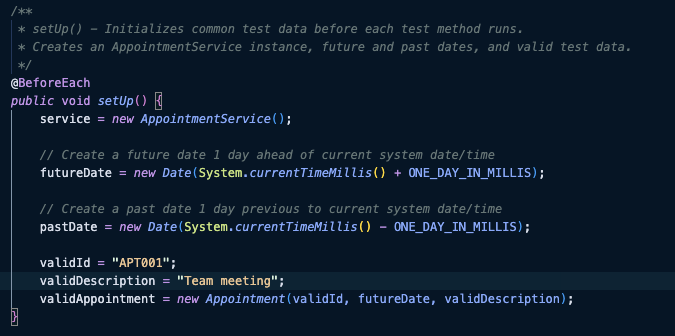 /**
 * setUp() – Initializes common test data before each test method runs.
 * Creates an AppointmentService instance, future and past dates, and valid test data.
 */
@BeforeEach
public void setUp() {
    service = new AppointmentService();
    // Create a future date 1 day ahead of current system date/time
    futureDate = new Date(System.currentTimeMillis() + ONE_DAY_IN_MILLIS);
    // Create a past date 1 day previous to current system date/time
    pastDate = new Date(System.currentTimeMillis() - ONE_DAY_IN_MILLIS);
    validId = "APT001";
    validDescription = "Team meeting";
    validAppointment = new Appointment(validId, futureDate, validDescription);
}